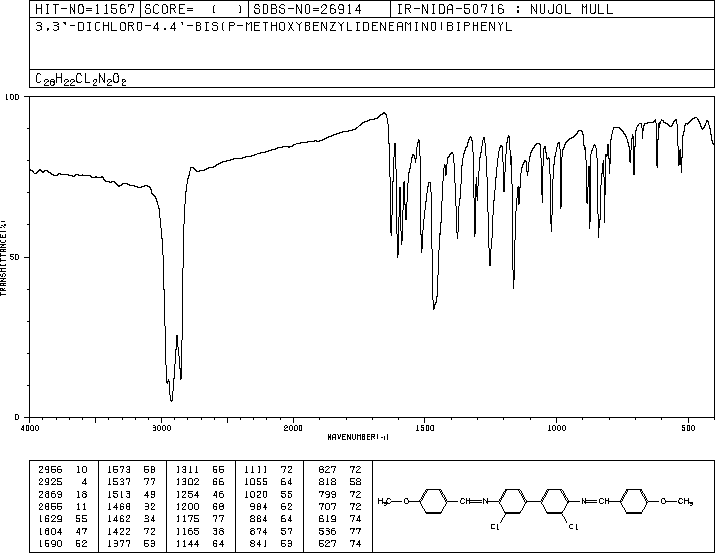 HIT-NO=11567 SCORE= ( ) SDBS-NO=26914 IR-NIDA-50716 : NUJOL MULL
3,3'-DICHLORO-4,4'-BIS(P-METHOXYBENZYLIDENEAMINO)BIPHENYL
C28H22CL2N2O2
100
TRANSMITTANCE(%)
50
0
4000 3000 2000 1500 1000 500
WAVENUMBER(-1)
2956 10 1573 58 1311 55 1111 72 827 72
2925 4 1537 77 1302 66 1055 64 818 58
2869 18 1513 49 1254 46 1020 55 799 72
2855 11 1468 32 1200 68 984 62 707 72
1629 55 1462 34 1175 77 884 64 619 74
1604 47 1422 72 1165 38 874 57 536 77
1590 52 1377 53 1144 64 841 53 527 74
H3C—O CH=N N=CH O—CH3
Cl Cl